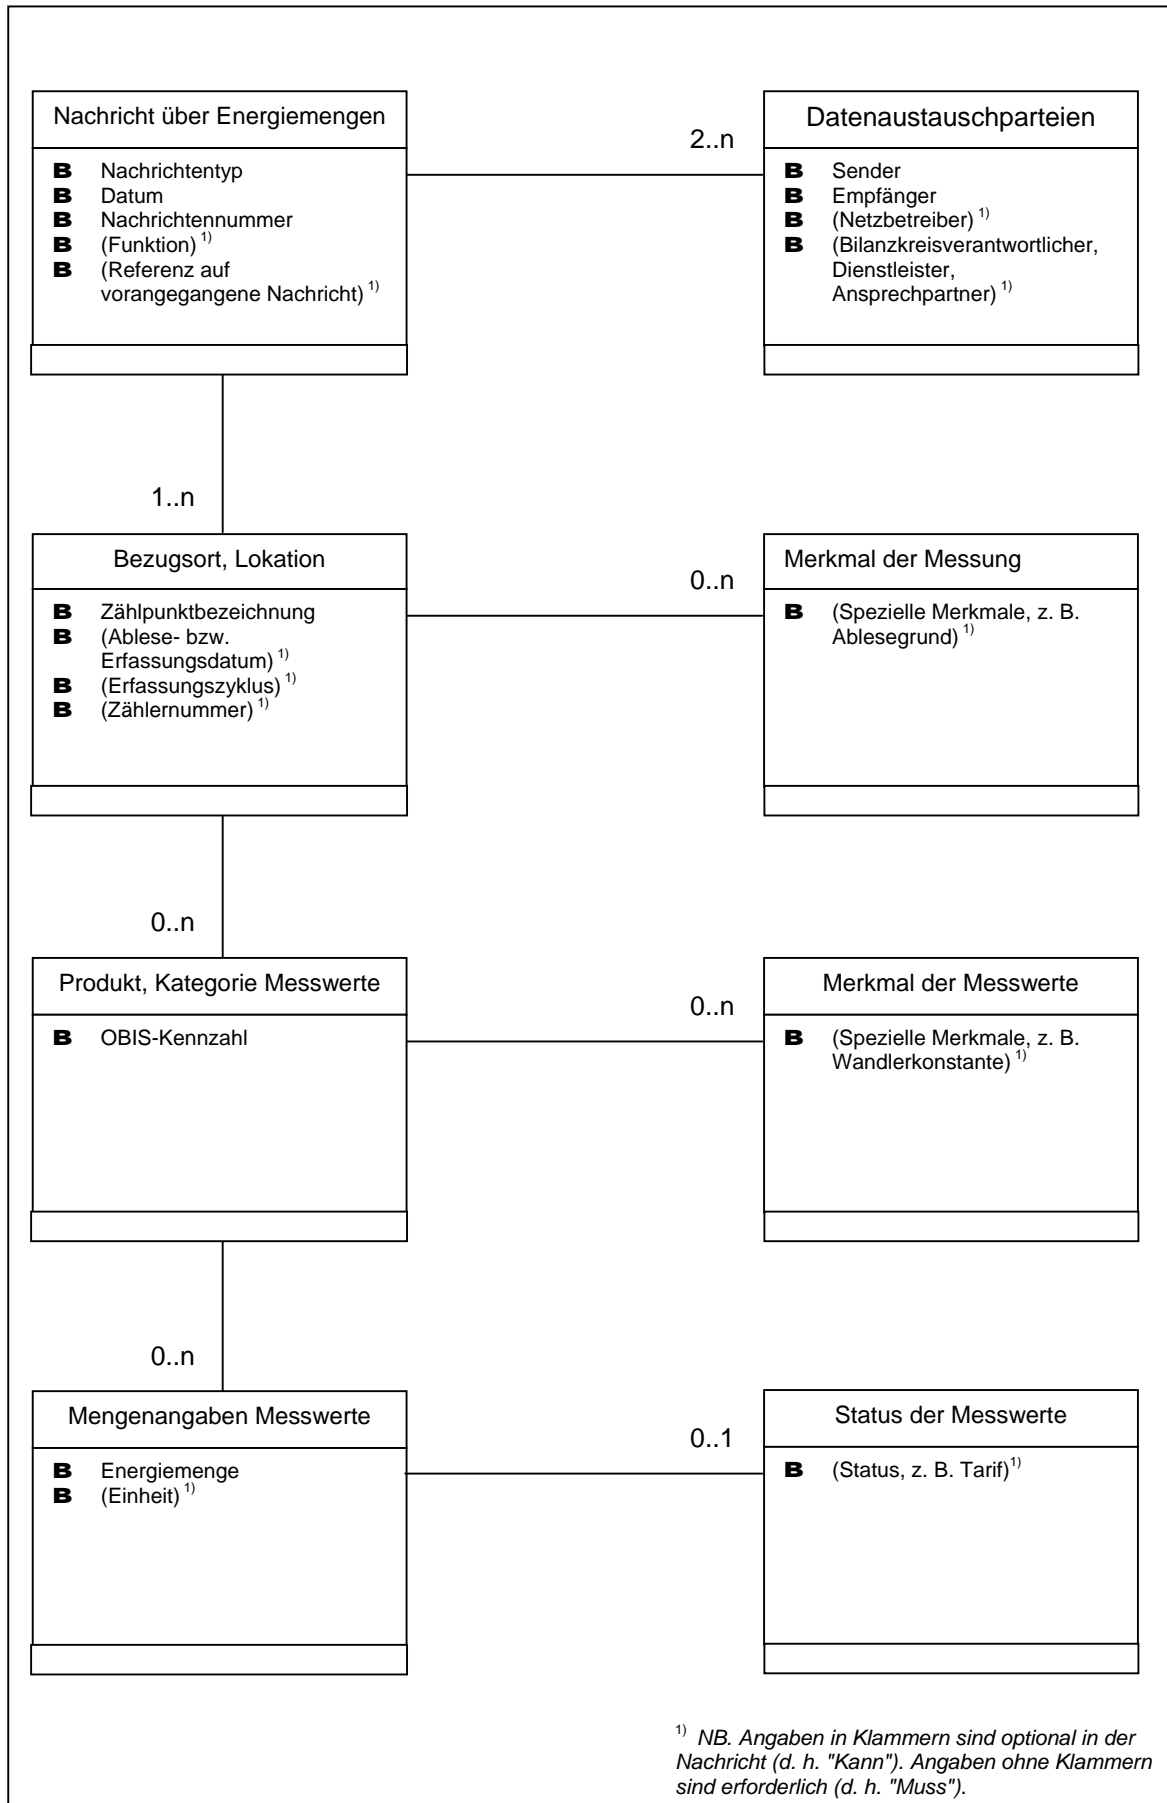 Nachricht über Energiemengen
B Nachrichtentyp
B Datum
B Nachrichtennummer
B (Funktion) 1)
B (Referenz auf
vorangegangene Nachricht) 1)
2..n
Datenaustauschparteien
B Sender
B Empfänger
B (Netzbetreiber) 1)
B (Bilanzkreisverantwortlicher,
Dienstleister,
Ansprechpartner) 1)
1..n
Bezugsort, Lokation
B Zählpunktbezeichnung
B (Ablese- bzw.
Erfassungsdatum) 1)
B (Erfassungszyklus) 1)
B (Zählernummer) 1)
0..n
Merkmal der Messung
B (Spezielle Merkmale, z. B.
Ablesegrund) 1)
0..n
Produkt, Kategorie Messwerte
B OBIS-Kennzahl
0..n
Merkmal der Messwerte
B (Spezielle Merkmale, z. B.
Wandlerkonstante) 1)
0..n
Mengenangaben Messwerte
B Energiemenge
B (Einheit) 1)
0..1
Status der Messwerte
B (Status, z. B. Tarif) 1)
1) NB. Angaben in Klammern sind optional in der
Nachricht (d. h. "Kann"). Angaben ohne Klammern
sind erforderlich (d. h. "Muss").